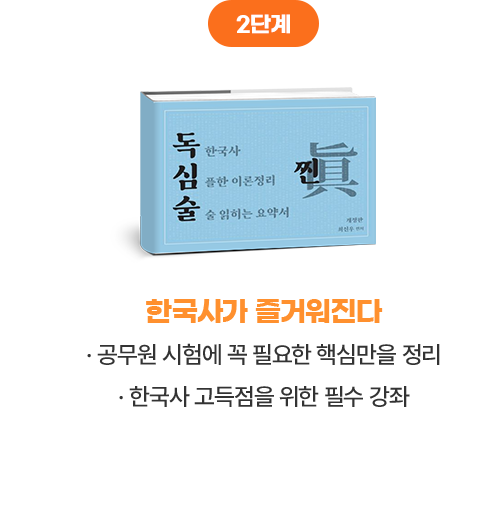 2단계
독 한국사
심 플한 이론정리
술 술 읽히는 요약서
찐 眞
한국사가 즐거워진다
· 공무원 시험에 꼭 필요한 핵심만을 정리
· 한국사 고득점을 위한 필수 강좌